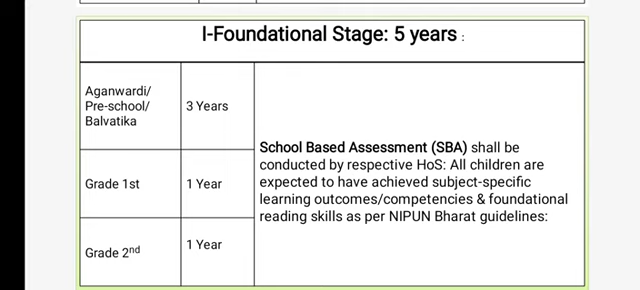 I-Foundational Stage: 5 years :
Aganwardi/
Pre-school/
Balvatika
3 Years
School Based Assessment (SBA) shall be
conducted by respective HoS: All children are
expected to have achieved subject-specific
learning outcomes/competencies & foundational
reading skills as per NIPUN Bharat guidelines:
Grade 1st
1 Year
Grade 2nd
1 Year